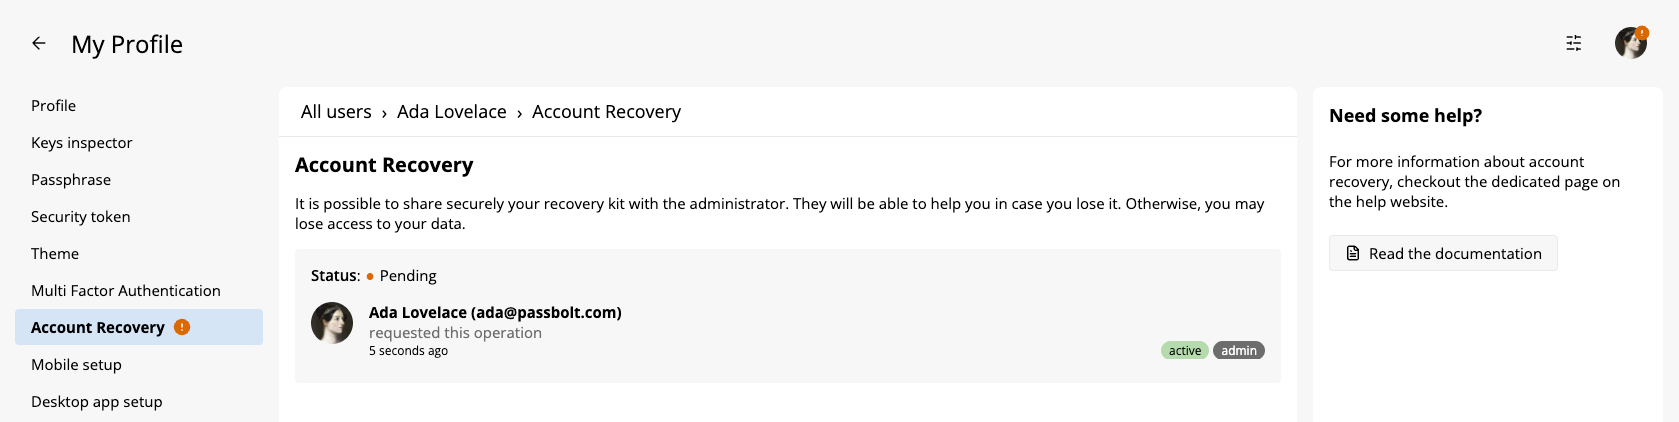 My Profile
Profile
Keys inspector
Passphrase
Security token
Theme
Multi Factor Authentication
Account Recovery !
Mobile setup
Desktop app setup
All users › Ada Lovelace › Account Recovery
Account Recovery
It is possible to share securely your recovery kit with the administrator. They will be able to help you in case you lose it. Otherwise, you may
lose access to your data.
Status: Pending
Ada Lovelace (ada@passbolt.com)
requested this operation
5 seconds ago
active admin
Need some help?
For more information about account
recovery, checkout the dedicated page on
the help website.
Read the documentation